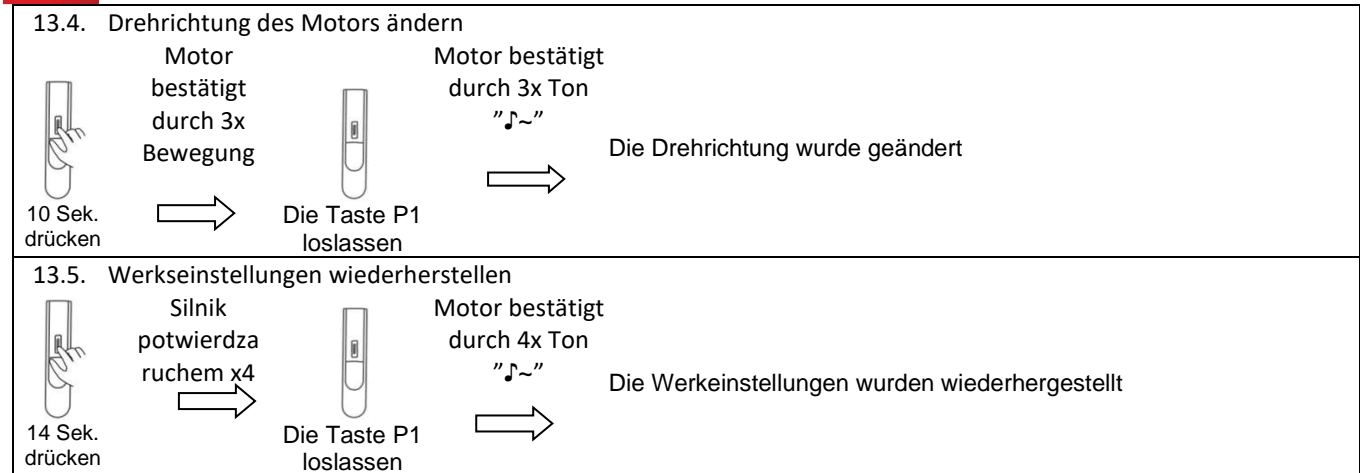 13.4. Drehrichtung des Motors ändern
Motor
bestätigt
durch 3x
Bewegung
10 Sek.
drücken
Die Taste P1
loslassen
Motor bestätigt
durch 3x Ton
”♪~”
Die Drehrichtung wurde geändert
13.5. Werkseinstellungen wiederherstellen
Silnik
potwierdza
ruchem x4
14 Sek.
drücken
Die Taste P1
loslassen
Motor bestätigt
durch 4x Ton
”♪~”
Die Werkeinstellungen wurden wiederhergestellt